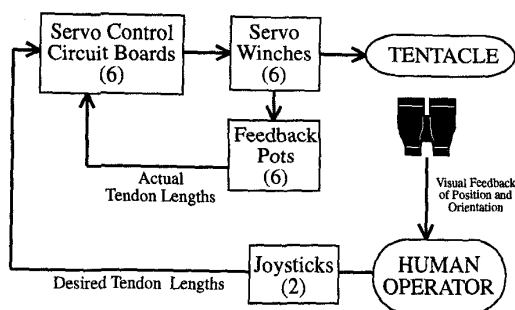 Servo Control
Circuit Boards
(6)
Servo
Winches
(6)
TENTACLE
Feedback
Pots
(6)
Actual
Tendon Lengths
Visual Feedback
of Position and
Orientation
Desired Tendon Lengths
Joysticks
(2)
HUMAN
OPERATOR